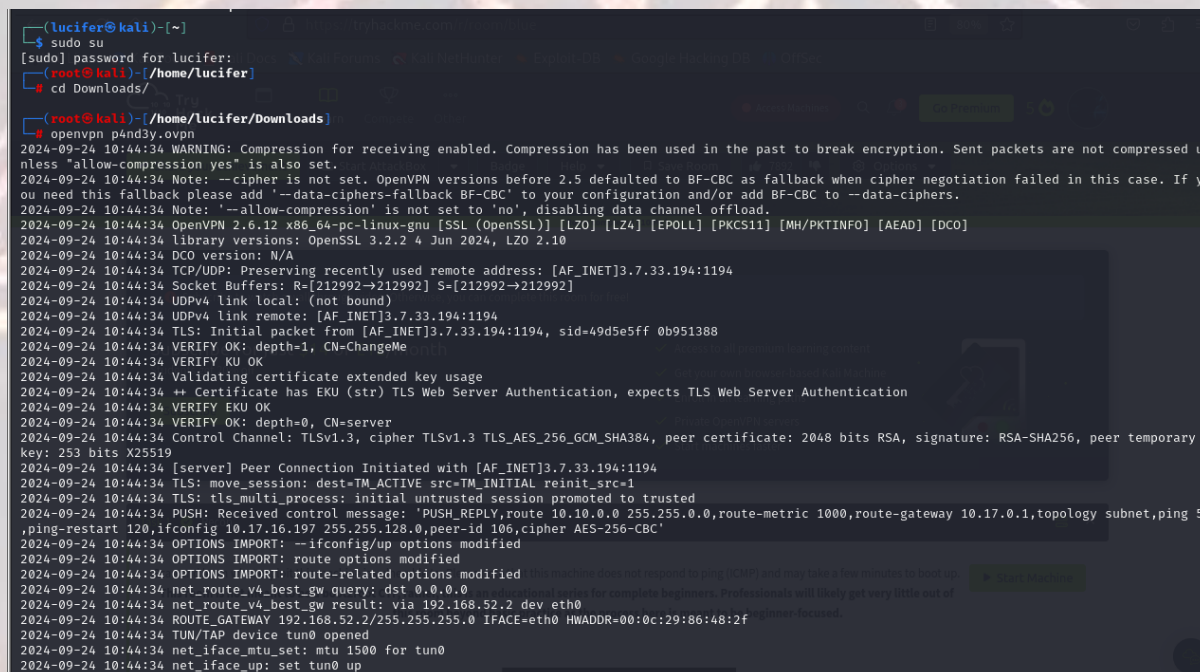 ┌──(lucifer㉿kali)-[~]
└─$ sudo su
[sudo] password for lucifer:
┌──(root㉿kali)-[/home/lucifer]
└─# cd Downloads/
┌──(root㉿kali)-[/home/lucifer/Downloads]
└─# openvpn p4nd3y.ovpn
2024-09-24 10:44:34 WARNING: Compression for receiving enabled. Compression has been used in the past to break encryption. Sent packets are not compressed u
nless "allow-compression yes" is also set.
2024-09-24 10:44:34 Note: --cipher is not set. OpenVPN versions before 2.5 defaulted to BF-CBC as fallback when cipher negotiation failed in this case. If y
ou need this fallback please add '--data-ciphers-fallback BF-CBC' to your configuration and/or add BF-CBC to --data-ciphers.
2024-09-24 10:44:34 Note: '--allow-compression' is not set to 'no', disabling data channel offload.
2024-09-24 10:44:34 OpenVPN 2.6.12 x86_64-pc-linux-gnu [SSL (OpenSSL)] [LZO] [LZ4] [EPOLL] [PKCS11] [MH/PKTINFO] [AEAD] [DCO]
2024-09-24 10:44:34 library versions: OpenSSL 3.2.2 4 Jun 2024, LZO 2.10
2024-09-24 10:44:34 DCO version: N/A
2024-09-24 10:44:34 TCP/UDP: Preserving recently used remote address: [AF_INET]3.7.33.194:1194
2024-09-24 10:44:34 Socket Buffers: R=[212992→212992] S=[212992→212992]
2024-09-24 10:44:34 UDPv4 link local: (not bound)
2024-09-24 10:44:34 UDPv4 link remote: [AF_INET]3.7.33.194:1194
2024-09-24 10:44:34 TLS: Initial packet from [AF_INET]3.7.33.194:1194, sid=49d5e5ff 0b951388
2024-09-24 10:44:34 VERIFY OK: depth=1, CN=ChangeMe
2024-09-24 10:44:34 VERIFY KU OK
2024-09-24 10:44:34 Validating certificate extended key usage
2024-09-24 10:44:34 ++ Certificate has EKU (str) TLS Web Server Authentication, expects TLS Web Server Authentication
2024-09-24 10:44:34 VERIFY EKU OK
2024-09-24 10:44:34 VERIFY OK: depth=0, CN=server
2024-09-24 10:44:34 Control Channel: TLSv1.3, cipher TLSv1.3 TLS_AES_256_GCM_SHA384, peer certificate: 2048 bits RSA, signature: RSA-SHA256, peer temporary
key: 253 bits X25519
2024-09-24 10:44:34 [server] Peer Connection Initiated with [AF_INET]3.7.33.194:1194
2024-09-24 10:44:34 TLS: move_session: dest=TM_ACTIVE src=TM_INITIAL reinit_src=1
2024-09-24 10:44:34 TLS: tls_multi_process: initial untrusted session promoted to trusted
2024-09-24 10:44:34 PUSH: Received control message: 'PUSH_REPLY,route 10.10.0.0 255.255.0.0,route-metric 1000,route-gateway 10.17.0.1,topology subnet,ping 5
,ping-restart 120,ifconfig 10.17.16.197 255.255.128.0,peer-id 106,cipher AES-256-CBC'
2024-09-24 10:44:34 OPTIONS IMPORT: --ifconfig/up options modified
2024-09-24 10:44:34 OPTIONS IMPORT: route options modified
2024-09-24 10:44:34 OPTIONS IMPORT: route-related options modified
2024-09-24 10:44:34 net_route_v4_best_gw query: dst 0.0.0.0
2024-09-24 10:44:34 net_route_v4_best_gw result: via 192.168.52.2 dev eth0
2024-09-24 10:44:34 ROUTE_GATEWAY 192.168.52.2/255.255.255.0 IFACE=eth0 HWADDR=00:0c:29:86:48:2f
2024-09-24 10:44:34 TUN/TAP device tun0 opened
2024-09-24 10:44:34 net_iface_mtu_set: mtu 1500 for tun0
2024-09-24 10:44:34 net_iface_up: set tun0 up